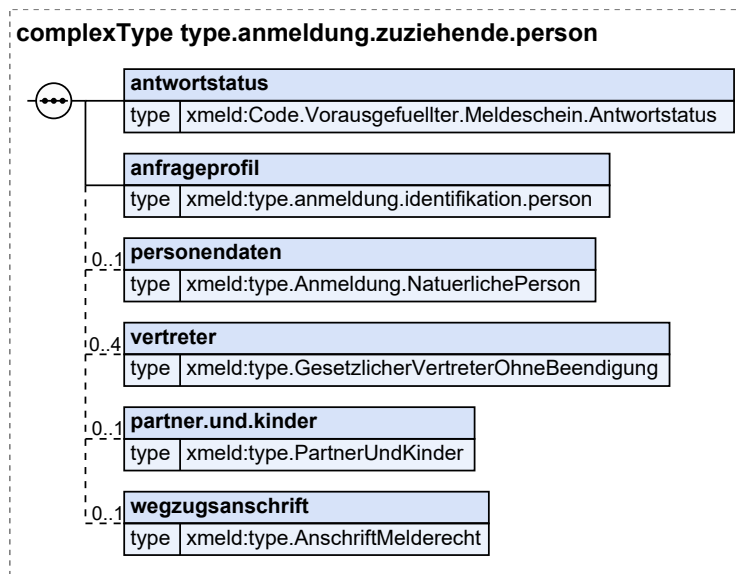 complexType type.anmeldung.zuziehende.person
antwortstatus
type xmeld:Code.Vorausgefuellter.Meldeschein.Antwortstatus
anfrageprofil
type xmeld:type.anmeldung.identifikation.person
0..1 personendaten
type xmeld:type.Anmeldung.NatuerlichePerson
0..4 vertreter
type xmeld:type.GesetzlicherVertreterOhneBeendigung
0..1 partner.und.kinder
type xmeld:type.PartnerUndKinder
0..1 wegzugsanschrift
type xmeld:type.AnschriftMelderecht